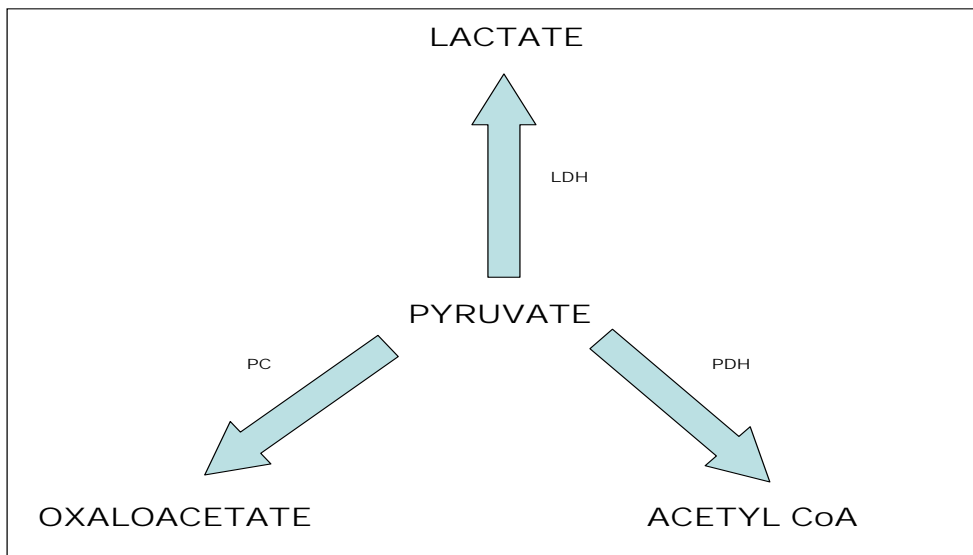 LACTATE
LDH
PYRUVATE
PC
PDH
OXALOACETATE
ACETYL CoA